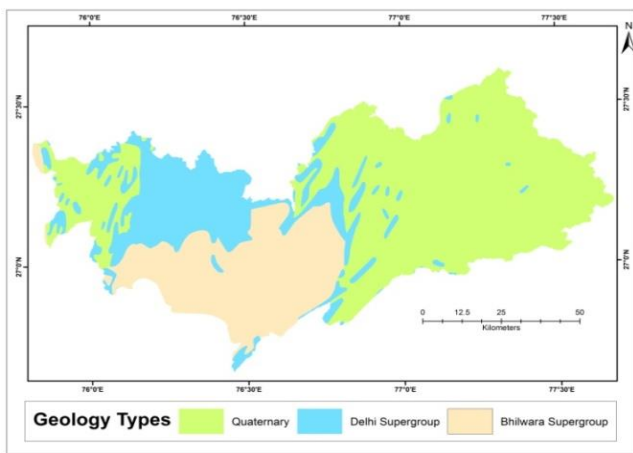 76°0'E 76°30'E 77°0'E 77°30'E
N
27°30'N 27°30'N
27°0'N 27°0'N
0 12.5 25 50
Kilometers
76°0'E 76°30'E 77°0'E 77°30'E
Geology Types Quaternary Delhi Supergroup Bhilwara Supergroup